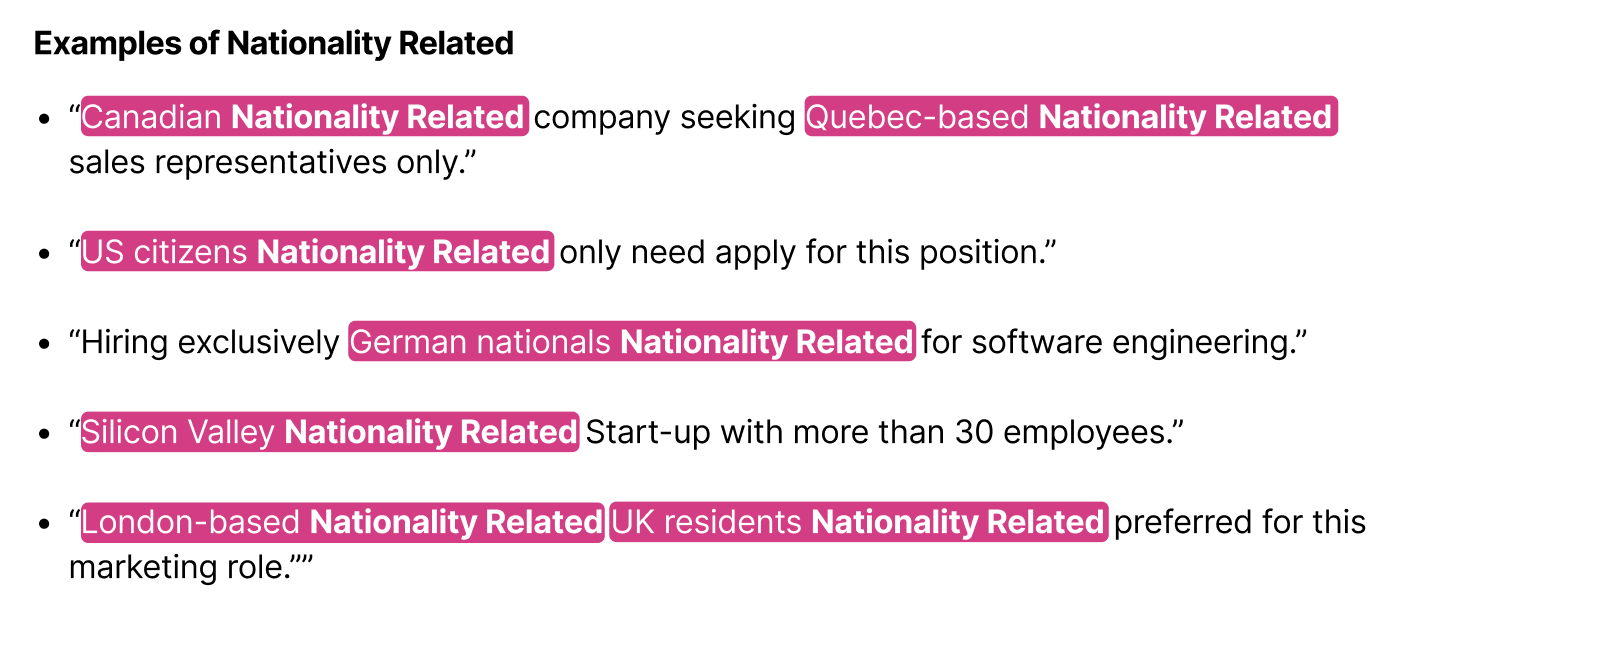 Examples of Nationality Related
• “Canadian Nationality Related company seeking Quebec-based Nationality Related
sales representatives only.”
• “US citizens Nationality Related only need apply for this position.”
• “Hiring exclusively German nationals Nationality Related for software engineering.”
• “Silicon Valley Nationality Related Start-up with more than 30 employees.”
• “London-based Nationality Related UK residents Nationality Related preferred for this
marketing role.””